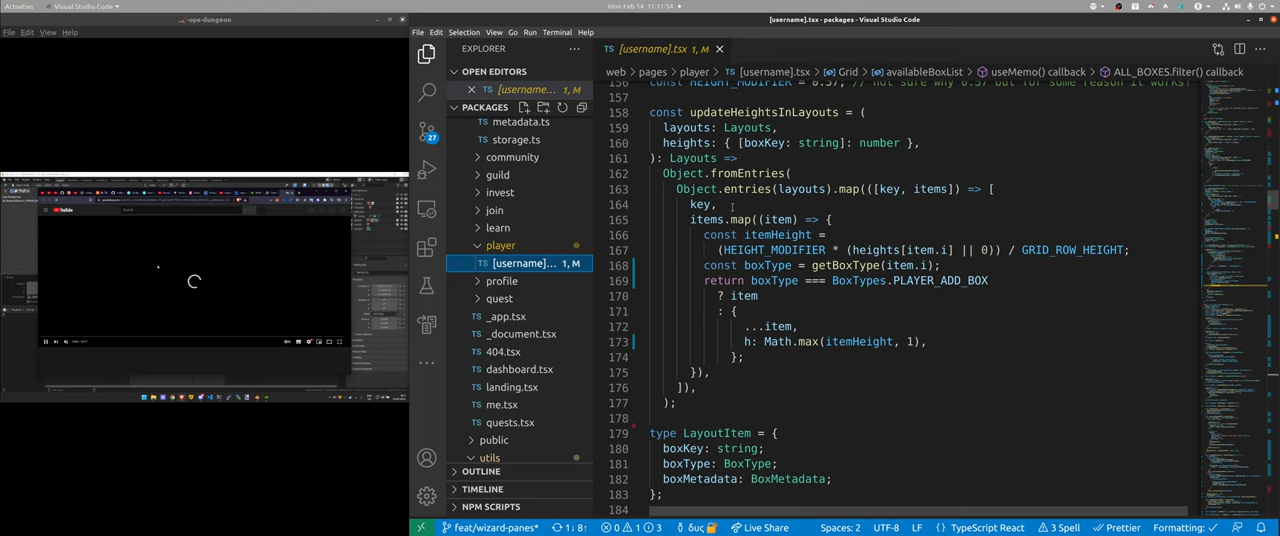 Activities
Visual Studio Code
Mon Feb 14 11:11:54
-ops-dungeon
File Edit View Help
YouTube
[username].tsx - packages - Visual Studio Code
File Edit Selection View Go Run Terminal Help
EXPLORER
OPEN EDITORS
TS [username... 1, M
PACKAGES
metadata.ts
storage.ts
community
guild
invest
join
learn
player
[username]... 1, M
profile
quest
_app.tsx
_document.tsx
404.tsx
dashboard.tsx
landing.tsx
me.tsx
quests.tsx
public
utils
OUTLINE
TIMELINE
NPM SCRIPTS
27
TS [username].tsx 1, M
web > pages > player > TS [username].tsx > Grid > availableBoxList > useMemo() callback > ALL_BOXES.filter() callback
156 const HEIGHT_MODIFIER = 0.37; // not sure why 0.37 but for some reason it works!
157
158 const updateHeightsInLayouts = (
159 layouts: Layouts,
160 heights: { [boxKey: string]: number },
161 ): Layouts =>
162 Object.fromEntries(
163 Object.entries(layouts).map(([key, items]) => [
164 key,
165 items.map((item) => {
166 const itemHeight =
167 (HEIGHT_MODIFIER * (heights[item.i] || 0)) / GRID_ROW_HEIGHT;
168 const boxType = getBoxType(item.i);
169 return boxType === BoxTypes.PLAYER_ADD_BOX
170 ? item
171 : {
172 ...item,
173 h: Math.max(itemHeight, 1),
174 };
175 }),
176 ]),
177 );
178
179 type LayoutItem = {
180 boxKey: string;
181 boxType: BoxType;
182 boxMetadata: BoxMetadata;
183 };
184
feat/wizard-panes* 1↓ 8↑ 0 1 3 δυς Live Share Spaces: 2 UTF-8 LF {} TypeScript React 3 Spell Prettier Formatting: ✓